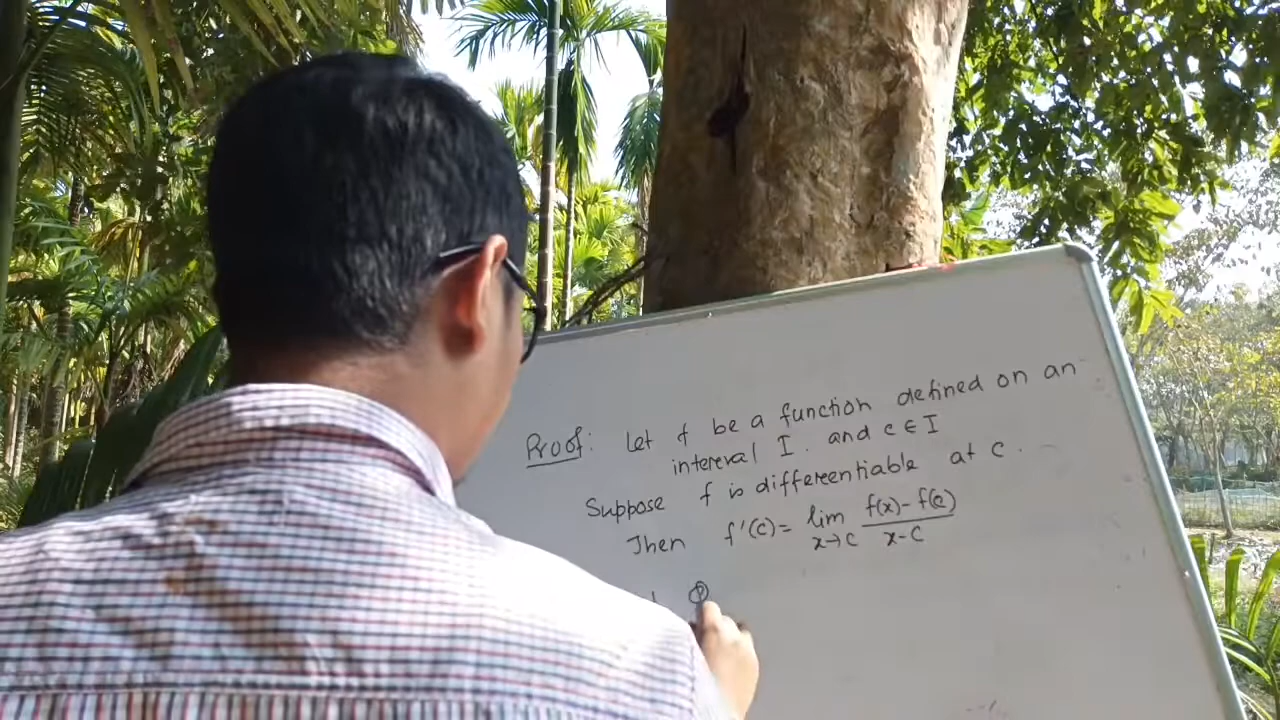 Proof: Let f be a function defined on an
interval I. and c ∈ I
Suppose f is differentiable at c.
Then f'(c) = lim x→c f(x)-f(c) / x-c